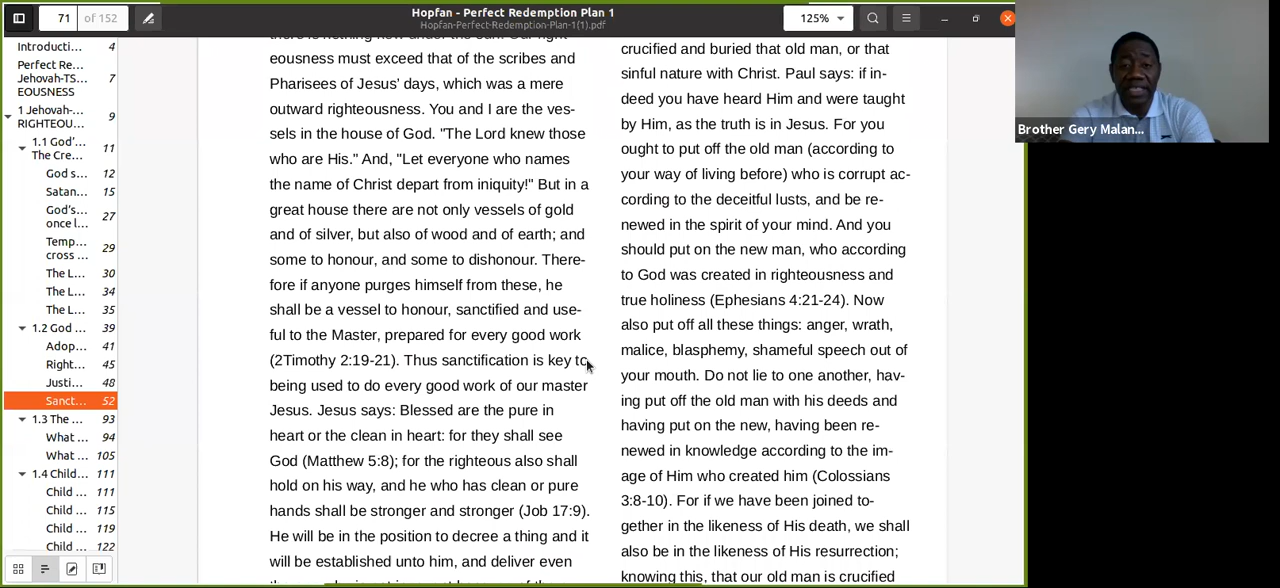 71 of 152
Hopfan - Perfect Redemption Plan 1
Hopfan-Perfect-Redemption-Plan-1(1).pdf
125%
Introducti... 4
Perfect Re...
Jehovah-TS... 7
EOUSNESS
1 Jehovah-
RIGHTEOU... 9
1.1 God'...
The Cre... 11
God s... 12
Satan... 15
God's...
once l... 27
Temp...
cross ... 29
The L... 30
The L... 34
The L... 35
1.2 God ... 39
Adop... 41
Right... 45
Justi... 48
Sanct... 52
1.3 The ... 93
What ... 94
What ... 105
1.4 Child... 111
Child ... 111
Child ... 115
Child ... 119
Child ... 122
eousness must exceed that of the scribes and
Pharisees of Jesus' days, which was a mere
outward righteousness. You and I are the ves-
sels in the house of God. "The Lord knew those
who are His." And, "Let everyone who names
the name of Christ depart from iniquity!" But in a
great house there are not only vessels of gold
and of silver, but also of wood and of earth; and
some to honour, and some to dishonour. There-
fore if anyone purges himself from these, he
shall be a vessel to honour, sanctified and use-
ful to the Master, prepared for every good work
(2Timothy 2:19-21). Thus sanctification is key to
being used to do every good work of our master
Jesus. Jesus says: Blessed are the pure in
heart or the clean in heart: for they shall see
God (Matthew 5:8); for the righteous also shall
hold on his way, and he who has clean or pure
hands shall be stronger and stronger (Job 17:9).
He will be in the position to decree a thing and it
will be established unto him, and deliver even
crucified and buried that old man, or that
sinful nature with Christ. Paul says: if in-
deed you have heard Him and were taught
by Him, as the truth is in Jesus. For you
ought to put off the old man (according to
your way of living before) who is corrupt ac-
cording to the deceitful lusts, and be re-
newed in the spirit of your mind. And you
should put on the new man, who according
to God was created in righteousness and
true holiness (Ephesians 4:21-24). Now
also put off all these things: anger, wrath,
malice, blasphemy, shameful speech out of
your mouth. Do not lie to one another, hav-
ing put off the old man with his deeds and
having put on the new, having been re-
newed in knowledge according to the im-
age of Him who created him (Colossians
3:8-10). For if we have been joined to-
gether in the likeness of His death, we shall
also be in the likeness of His resurrection;
knowing this, that our old man is crucified
Brother Gery Malan...